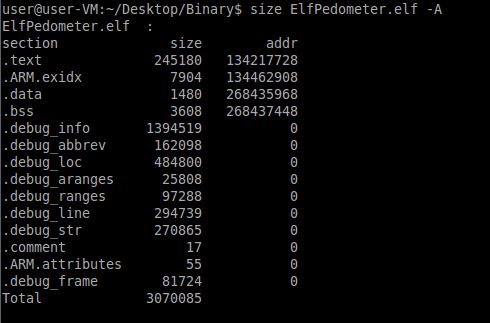 user@user-VM:~/Desktop/Binary$ size ElfPedometer.elf -A
ElfPedometer.elf  :
section              size        addr
.text              245180   134217728
.ARM.exidx           7904   134462908
.data                1480   268435968
.bss                 3608   268437448
.debug_info       1394519           0
.debug_abbrev      162098           0
.debug_loc         484800           0
.debug_aranges      25808           0
.debug_ranges       97288           0
.debug_line        294739           0
.debug_str         270865           0
.comment               17           0
.ARM.attributes        55           0
.debug_frame        81724           0
Total             3070085